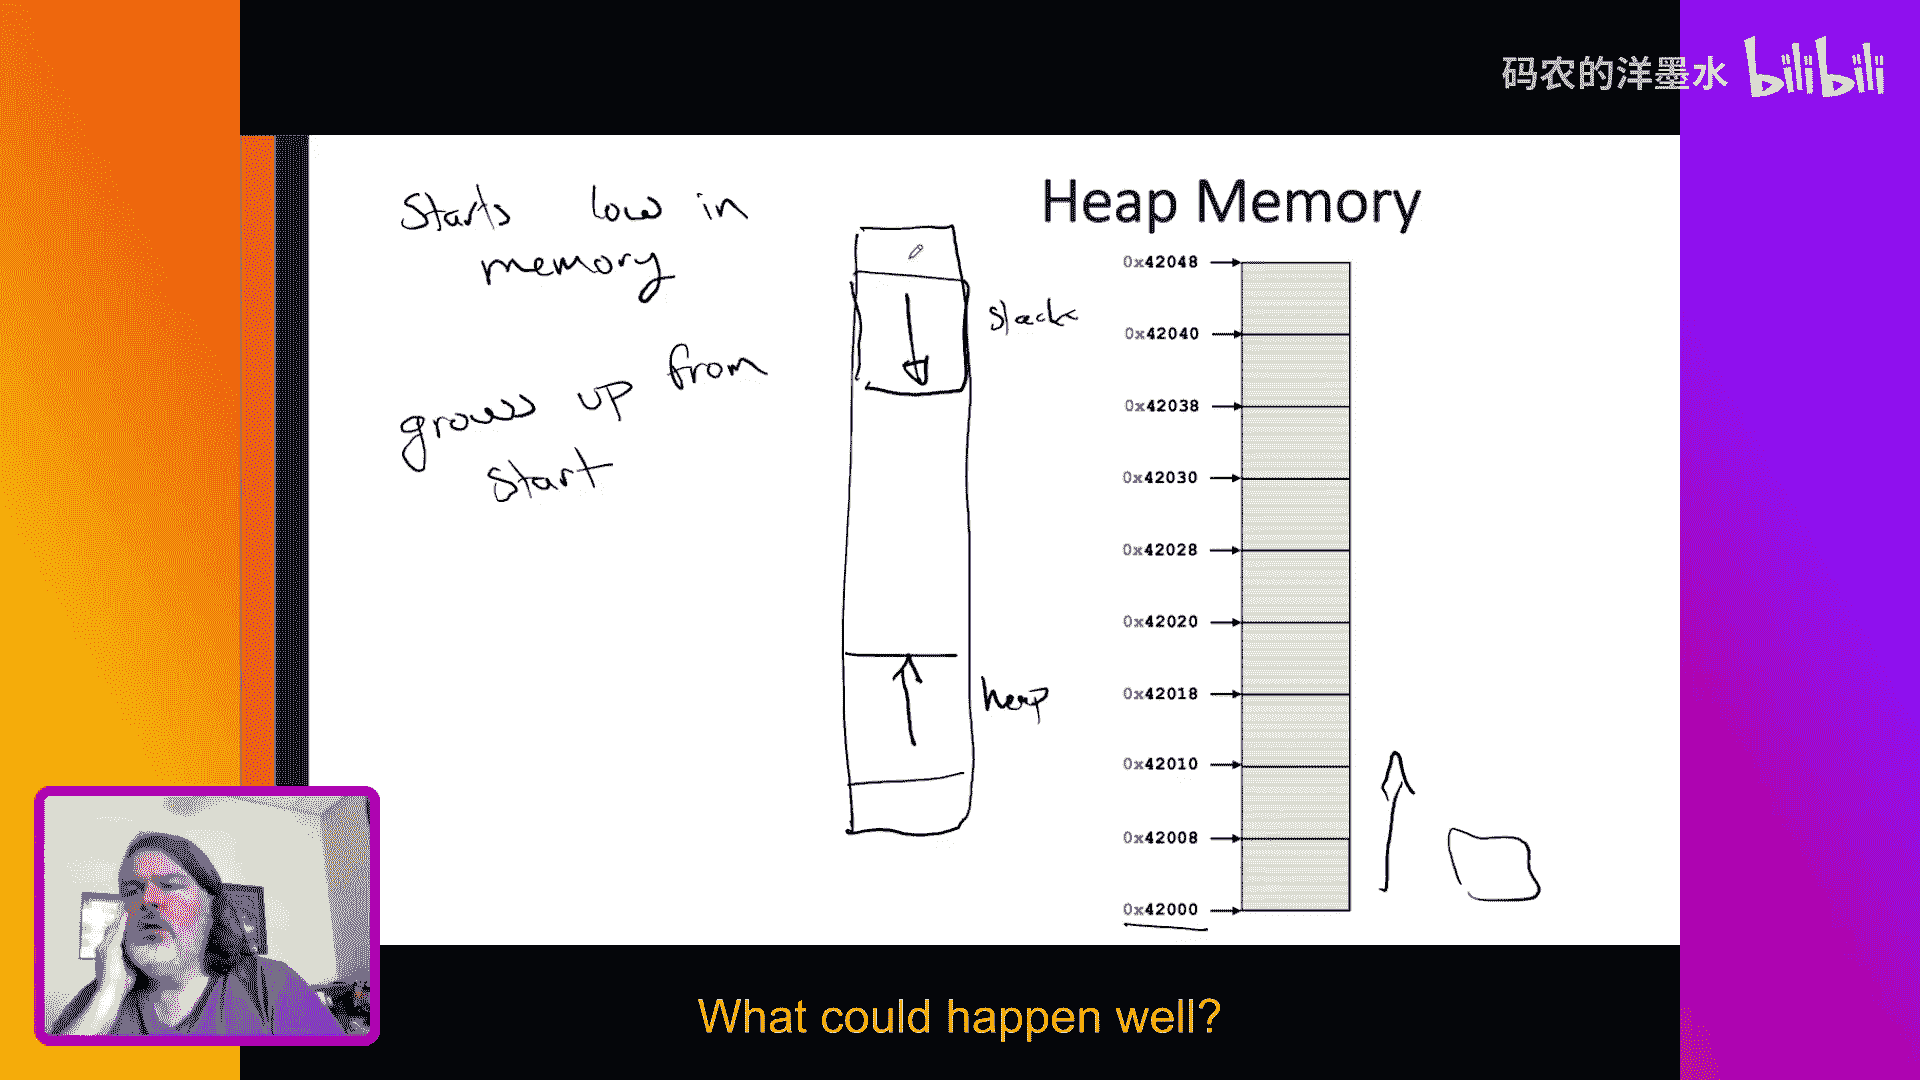 码农的洋墨水 bilibili
Starts low in
memory
grows up from
start
stack
heap
Heap Memory
0x42048
0x42040
0x42038
0x42030
0x42028
0x42020
0x42018
0x42010
0x42008
0x42000
What could happen well?